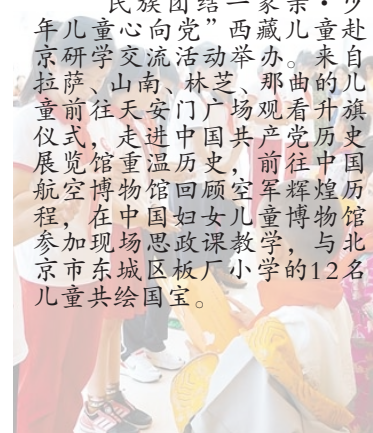 民族团结一家亲·少
年儿童心向党”西藏儿童赴
京研学交流活动举办。来自
拉萨、山南、林芝、那曲的儿
童前往天安门广场观看升旗
仪式，走进中国共产党历史
展览馆重温历史，前往中国
航空博物馆回顾空军辉煌历
程，在中国妇女儿童博物馆
参加现场思政课教学，与北
京市东城区板厂小学的12名
儿童共绘国宝。